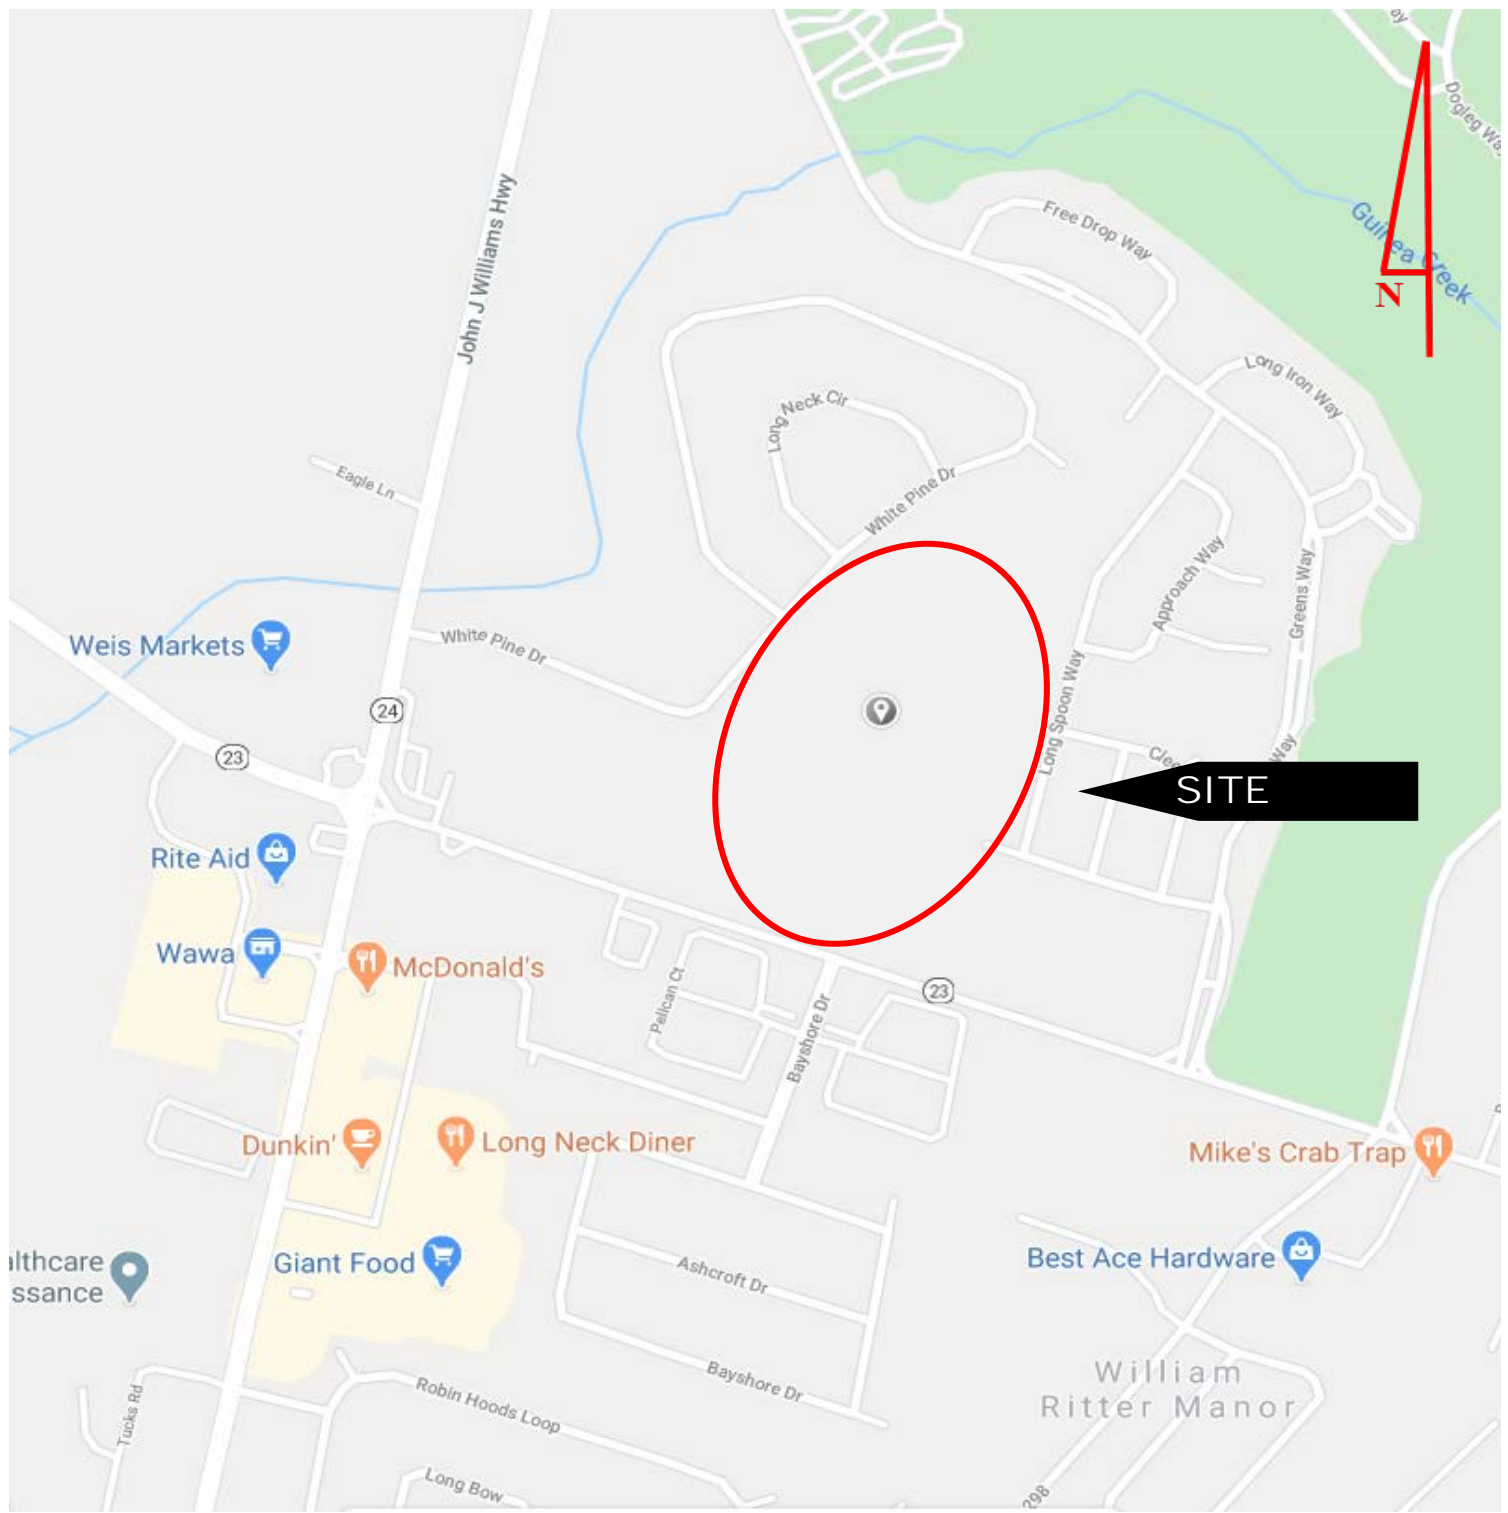 Dogleg Way
John J Williams Hwy
Free Drop Way
Guinea Creek
N
Long Iron Way
Long Neck Cir
Eagle Ln
White Pine Dr
Approach Way
Greens Way
White Pine Dr
Weis Markets
24
23
Long Spoon Way
Way
SITE
Rite Aid
Wawa
McDonald's
Pelican Ct
23
Bayshore Dr
Dunkin'
Long Neck Diner
Mike's Crab Trap
Giant Food
Ashcroft Dr
Best Ace Hardware
Bayshore Dr
William
Ritter Manor
Tucks Rd
Robin Hoods Loop
Long Bow
298